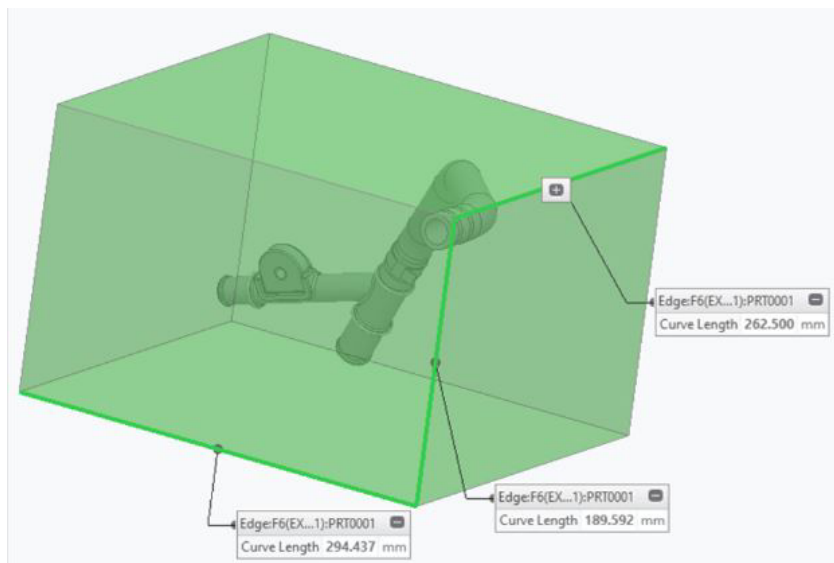 Edge:F6(EX...1):PRT0001
Curve Length 262.500 mm
Edge:F6(EX...1):PRT0001
Curve Length 189.592 mm
Edge:F6(EX...1):PRT0001
Curve Length 294.437 mm